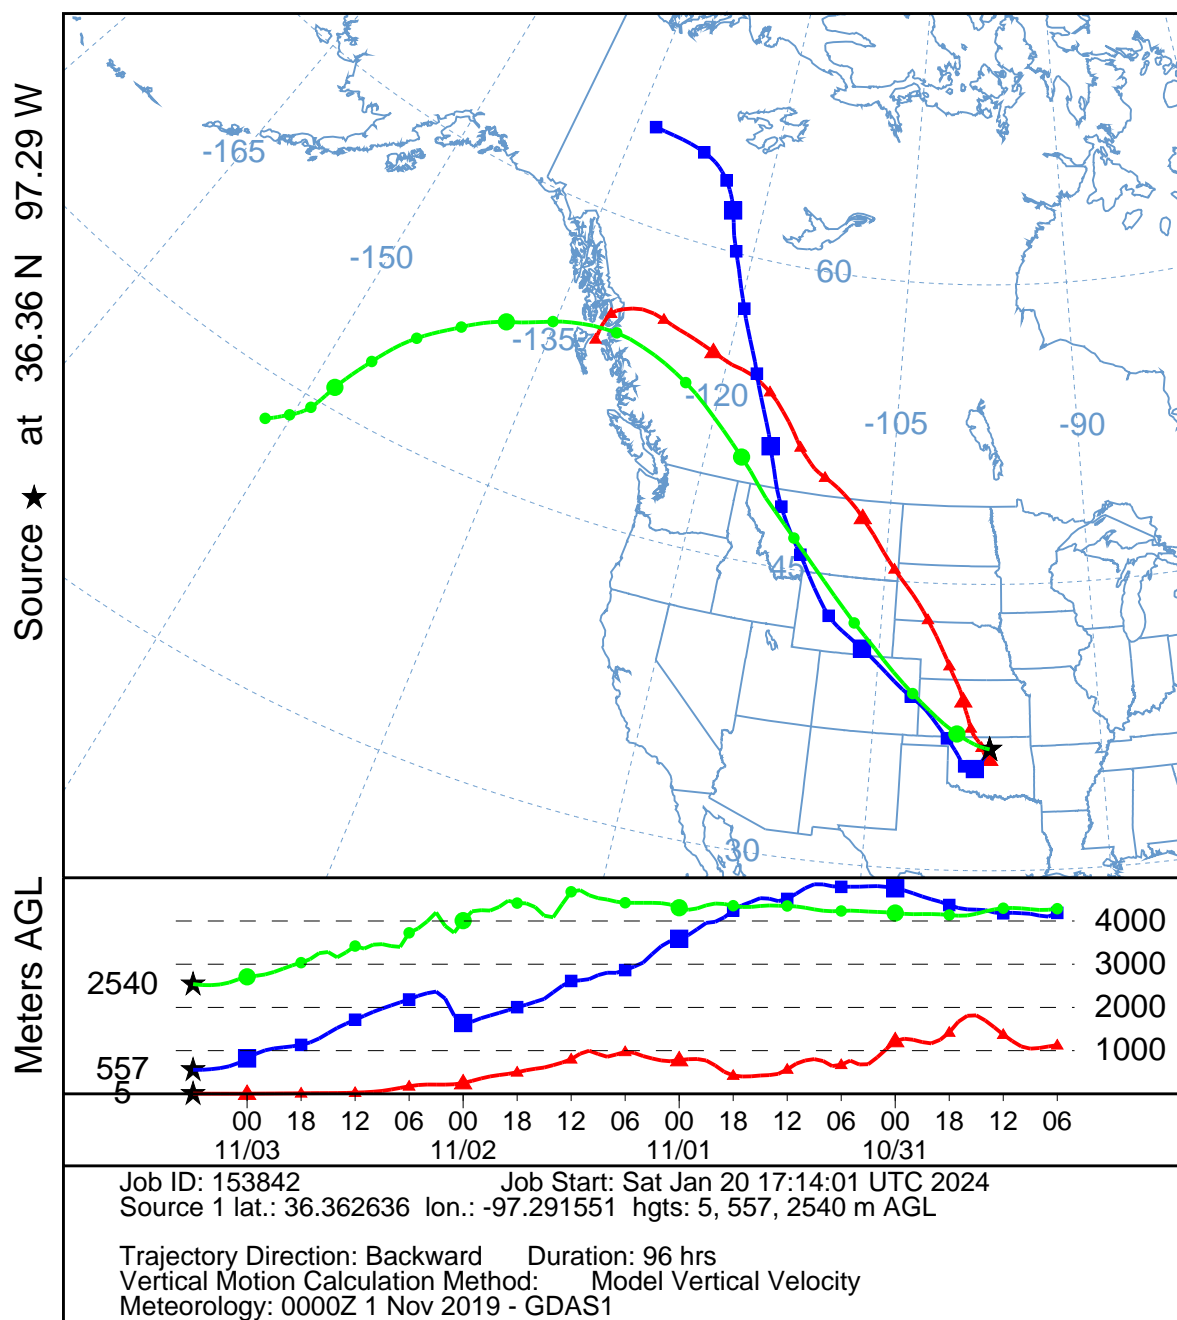 Source ★ at 36.36 N 97.29 W
-165
-150
60
-135
-120
-105
-90
45
30
Meters AGL
4000
3000
2540
2000
1000
557
5
00 18 12 06 00 18 12 06 00 18 12 06 00 18 12 06
11/03 11/02 11/01 10/31
Job ID: 153842 Job Start: Sat Jan 20 17:14:01 UTC 2024
Source 1 lat.: 36.362636 lon.: -97.291551 hgts: 5, 557, 2540 m AGL
Trajectory Direction: Backward Duration: 96 hrs
Vertical Motion Calculation Method: Model Vertical Velocity
Meteorology: 0000Z 1 Nov 2019 - GDAS1